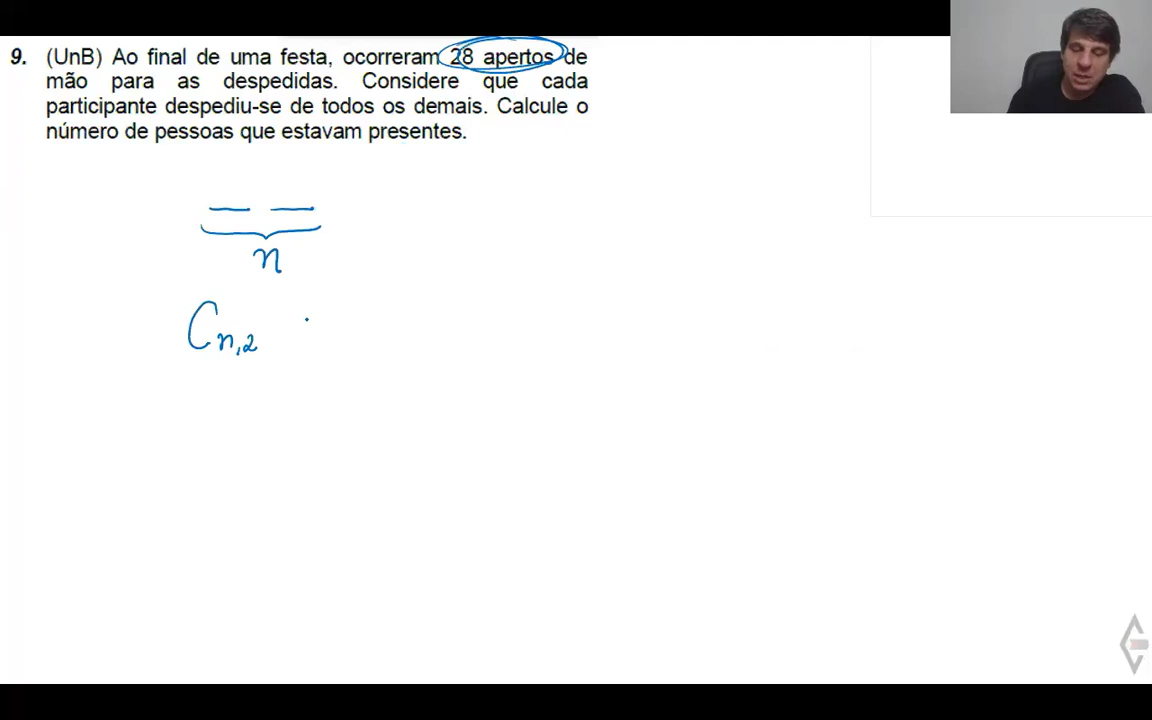 9. (UnB) Ao final de uma festa, ocorreram 28 apertos de
mão para as despedidas. Considere que cada
participante despediu-se de todos os demais. Calcule o
número de pessoas que estavam presentes.
n
C n,2